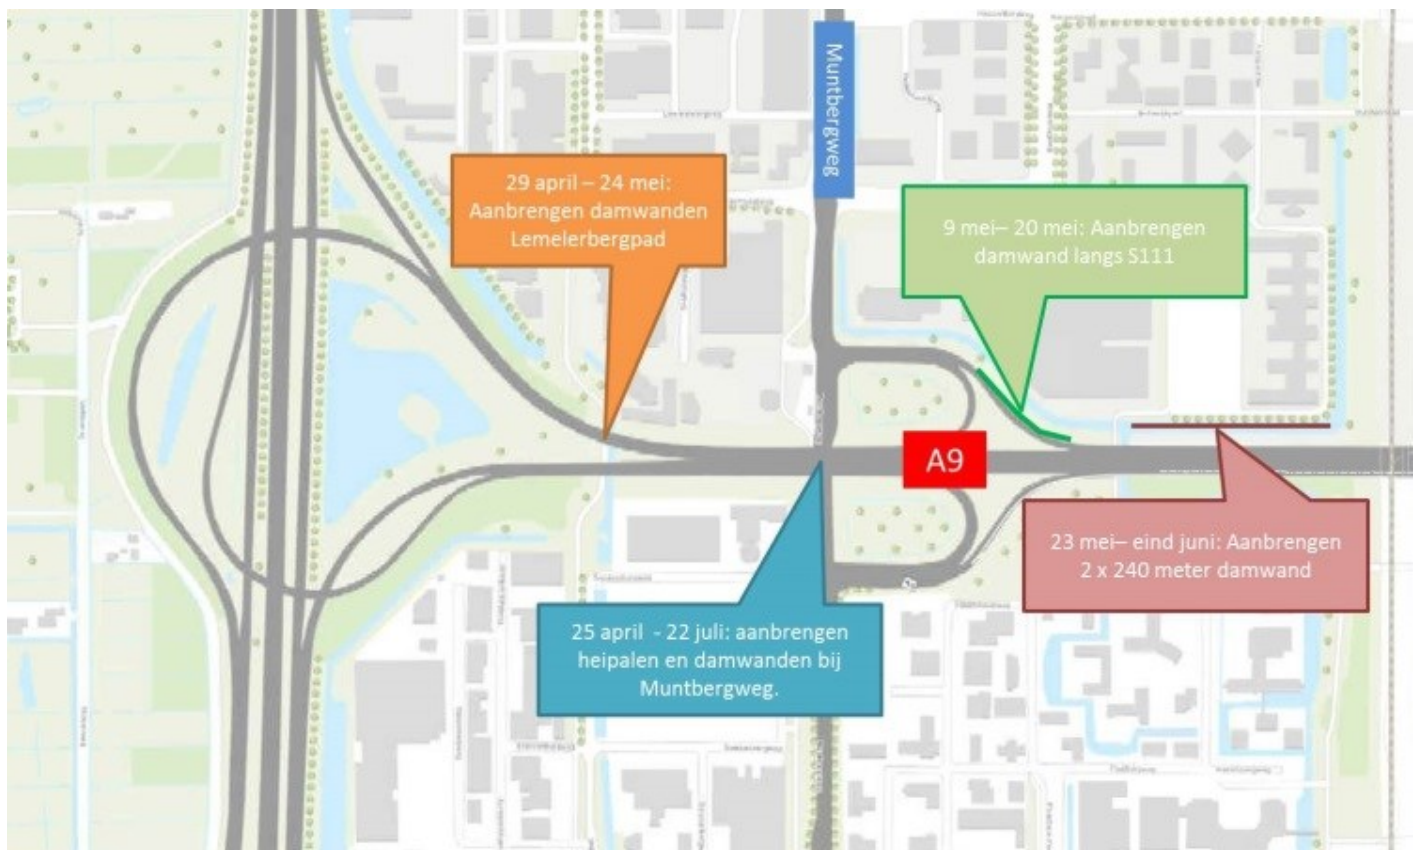 Muntbergweg
29 april – 24 mei:
Aanbrengen damwanden
Lemelerbergpad
9 mei– 20 mei: Aanbrengen
damwand langs S111
A9
23 mei– eind juni: Aanbrengen
2 x 240 meter damwand
25 april - 22 juli: aanbrengen
heipalen en damwanden bij
Muntbergweg.